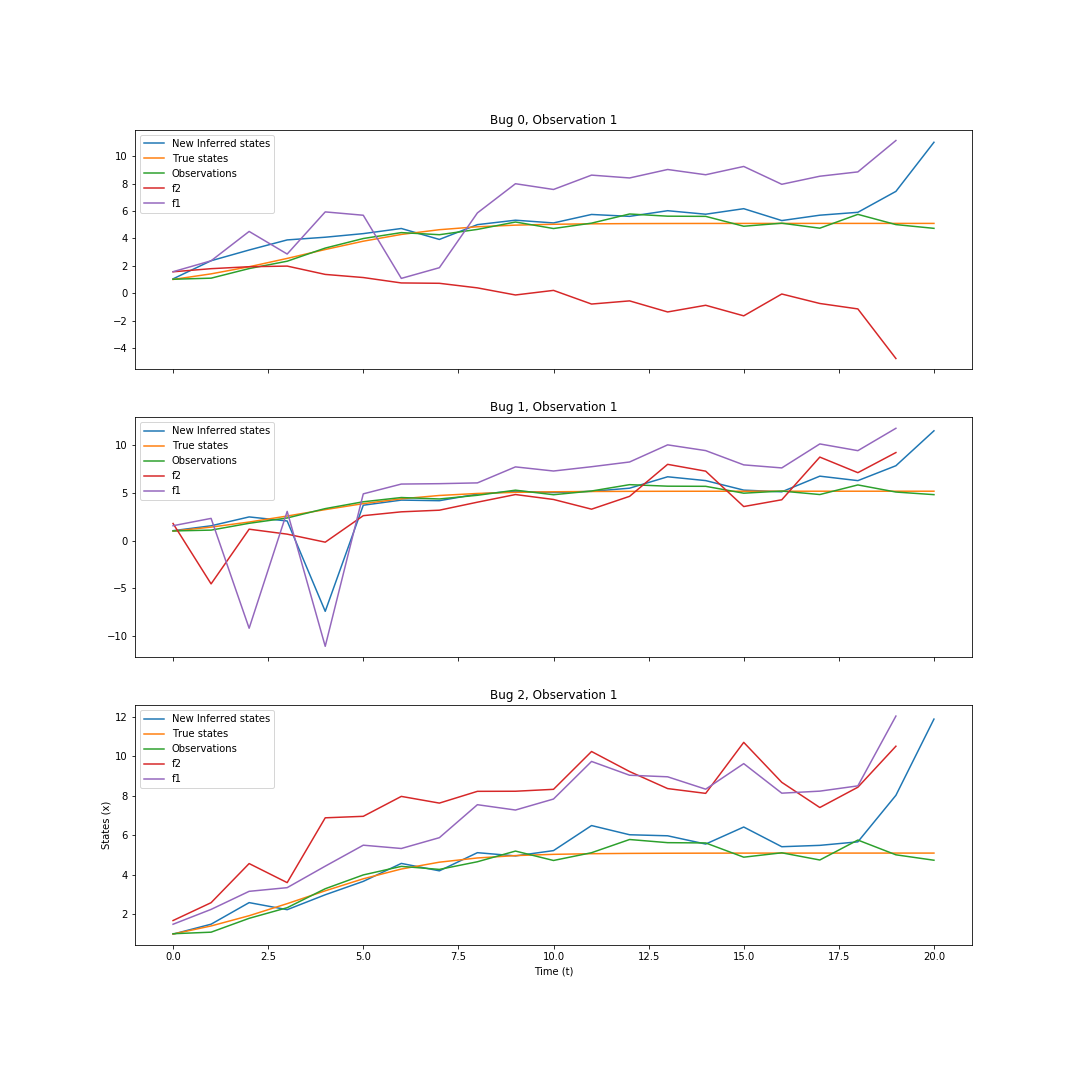 Bug 0, Observation 1
New Inferred states
True states
Observations
f2
f1
10
8
6
4
2
0
−2
−4
Bug 1, Observation 1
New Inferred states
True states
Observations
f2
f1
10
5
0
−5
−10
Bug 2, Observation 1
New Inferred states
True states
Observations
f2
f1
12
10
8
6
4
2
States (x)
0.0 2.5 5.0 7.5 10.0 12.5 15.0 17.5 20.0
Time (t)